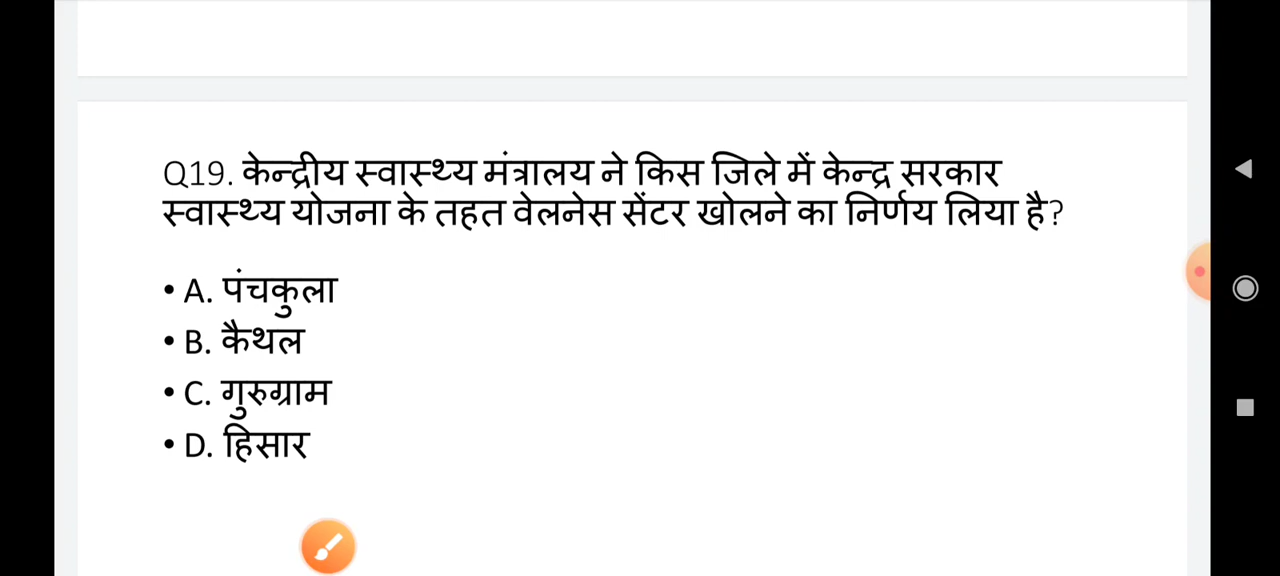 Q19. केन्द्रीय स्वास्थ्य मंत्रालय ने किस जिले में केन्द्र सरकार
स्वास्थ्य योजना के तहत वेलनेस सेंटर खोलने का निर्णय लिया है?
• A. पंचकुला
• B. कैथल
• C. गुरुग्राम
• D. हिसार